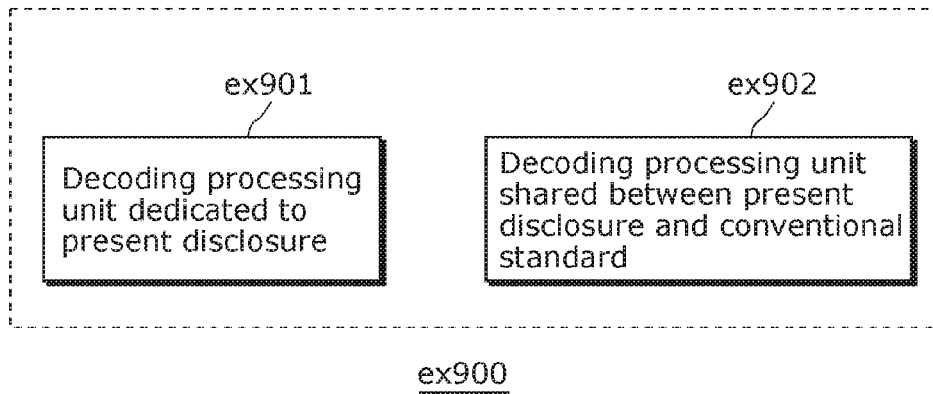 ex901
ex902
Decoding processing
unit dedicated to
present disclosure
Decoding processing unit
shared between present
disclosure and conventional
standard
ex900